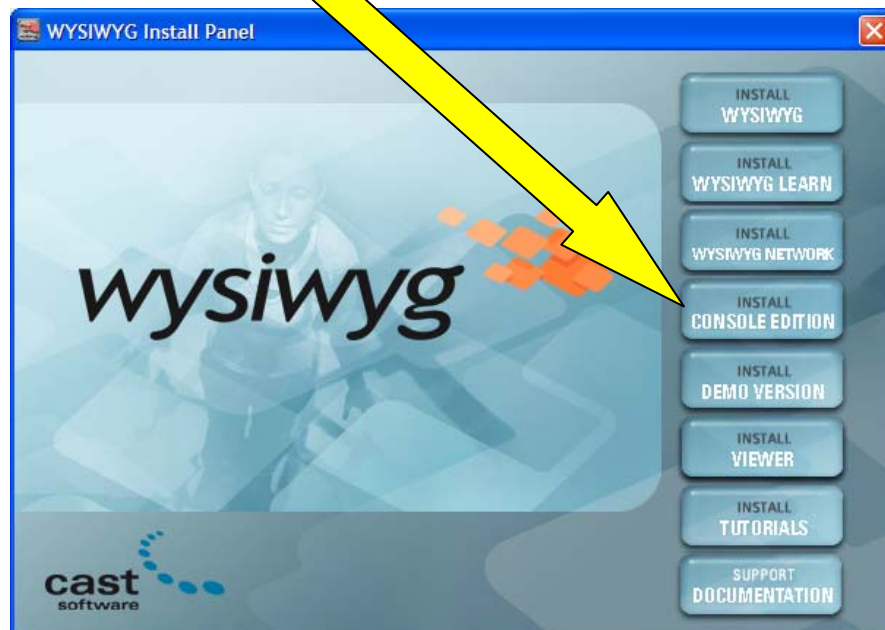 WYSIWYG Install Panel
INSTALL
WYSIWYG
INSTALL
WYSIWYG LEARN
INSTALL
WYSIWYG NETWORK
INSTALL
CONSOLE EDITION
INSTALL
DEMO VERSION
INSTALL
VIEWER
INSTALL
TUTORIALS
SUPPORT
DOCUMENTATION
wysiwyg
cast
software